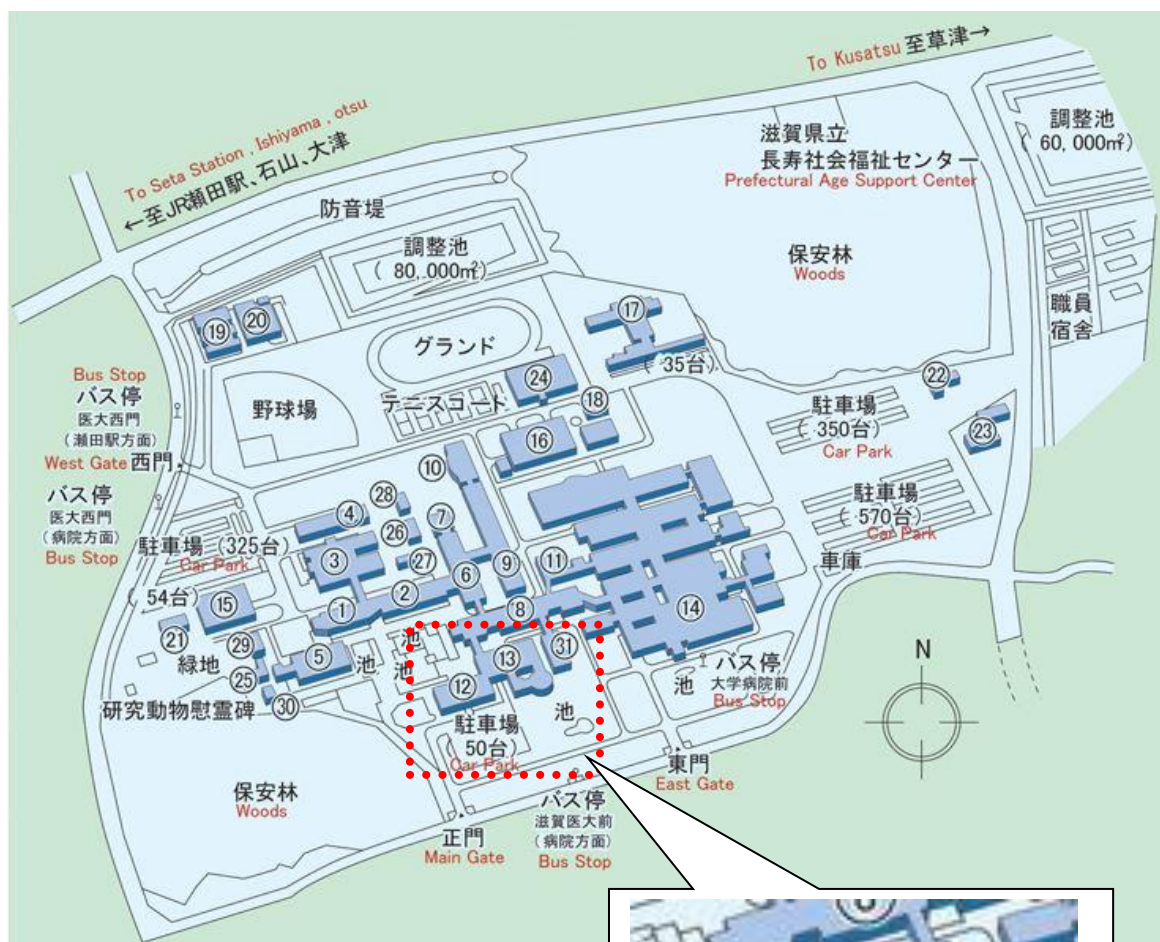 To Kusatsu 至草津→
To Seta Station , Ishiyama , otsu
←至JR瀬田駅、石山、大津
滋賀県立
長寿社会福祉センター
Prefectural Age Support Center
調整池
( 60,000㎡)
防音堤
調整池
( 80,000㎡)
保安林
Woods
職員
宿舎
⑰
( 35台)
⑲
⑳
グランド
㉔
⑱
テニスコート
⑯
野球場
㉒
駐車場
( 350台)
Car Park
㉓
駐車場
( 570台)
Car Park
車庫
Bus Stop
バス停
医大西門
(瀬田駅方面)
West Gate 西門
バス停
医大西門
(病院方面)
Bus Stop
駐車場 (325台
Car Park
( 54台)
⑩
㉘
④
⑦
㉖
③
㉗
⑥
⑨
⑪
①
②
⑧
⑭
⑮
㉑
㉙
緑地
⑤
㉕
㉚
池
池
池
研究動物慰霊碑
㉛
⑬
⑫
池
駐車場
( 50台)
Car Park
池
バス停
大学病院前
Bus Stop
N
東門
East Gate
保安林
Woods
正門
Main Gate
バス停
滋賀医大前
(病院方面)
Bus Stop